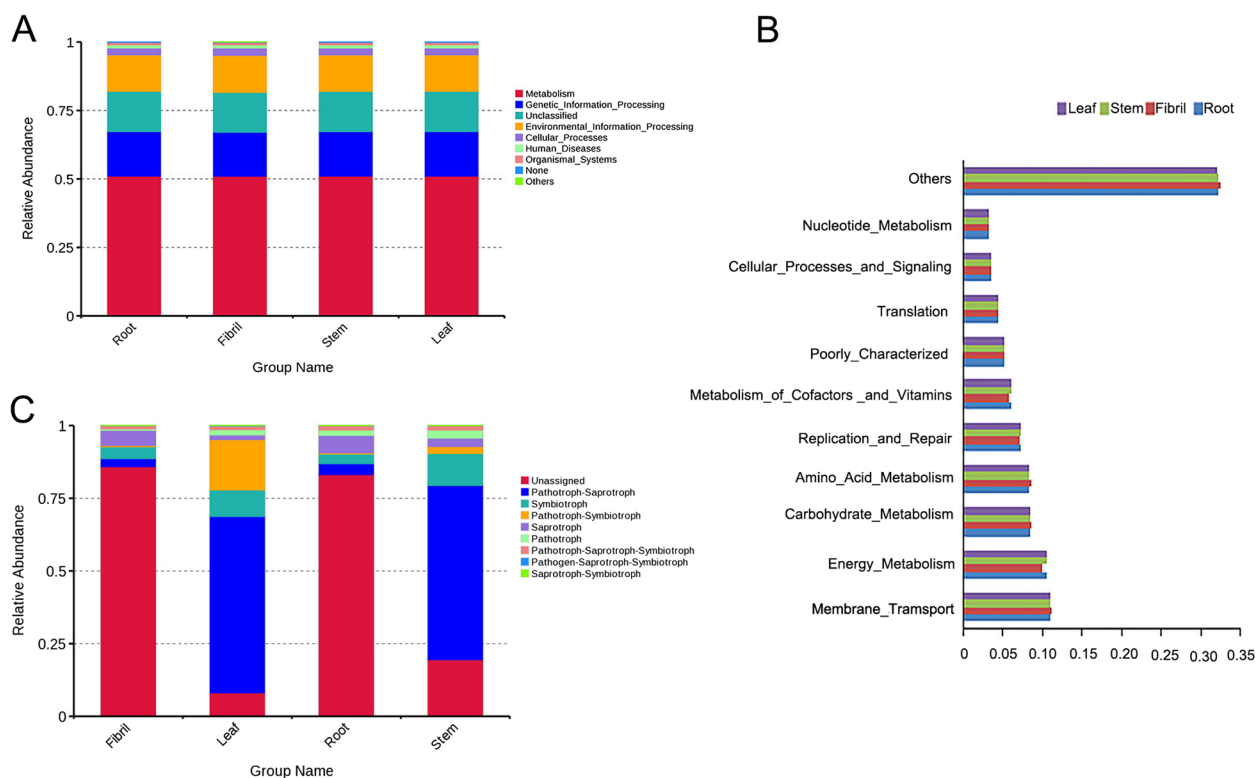 A
1
0.75
0.5
0.25
0
Relative Abundance
Root
Fibril
Stem
Leaf
Group Name
Metabolism
Genetic_Information_Processing
Unclassified
Environmental_Information_Processing
Cellular_Processes
Human_Diseases
Organismal_Systems
None
Others
B
Leaf Stem Fibril Root
Others
Nucleotide_Metabolism
Cellular_Processes_and_Signaling
Translation
Poorly_Characterized
Metabolism_of_Cofactors _and_Vitamins
Replication_and_Repair
Amino_Acid_Metabolism
Carbohydrate_Metabolism
Energy_Metabolism
Membrane_Transport
0 0.05 0.10 0.15 0.20 0.25 0.30 0.35
C
1
0.75
0.5
0.25
0
Relative Abundance
Fibril
Leaf
Root
Stem
Group Name
Unassigned
Pathotroph-Saprotroph
Symbiotroph
Pathotroph-Symbiotroph
Saprotroph
Pathotroph
Pathotroph-Saprotroph-Symbiotroph
Pathogen-Saprotroph-Symbiotroph
Saprotroph-Symbiotroph